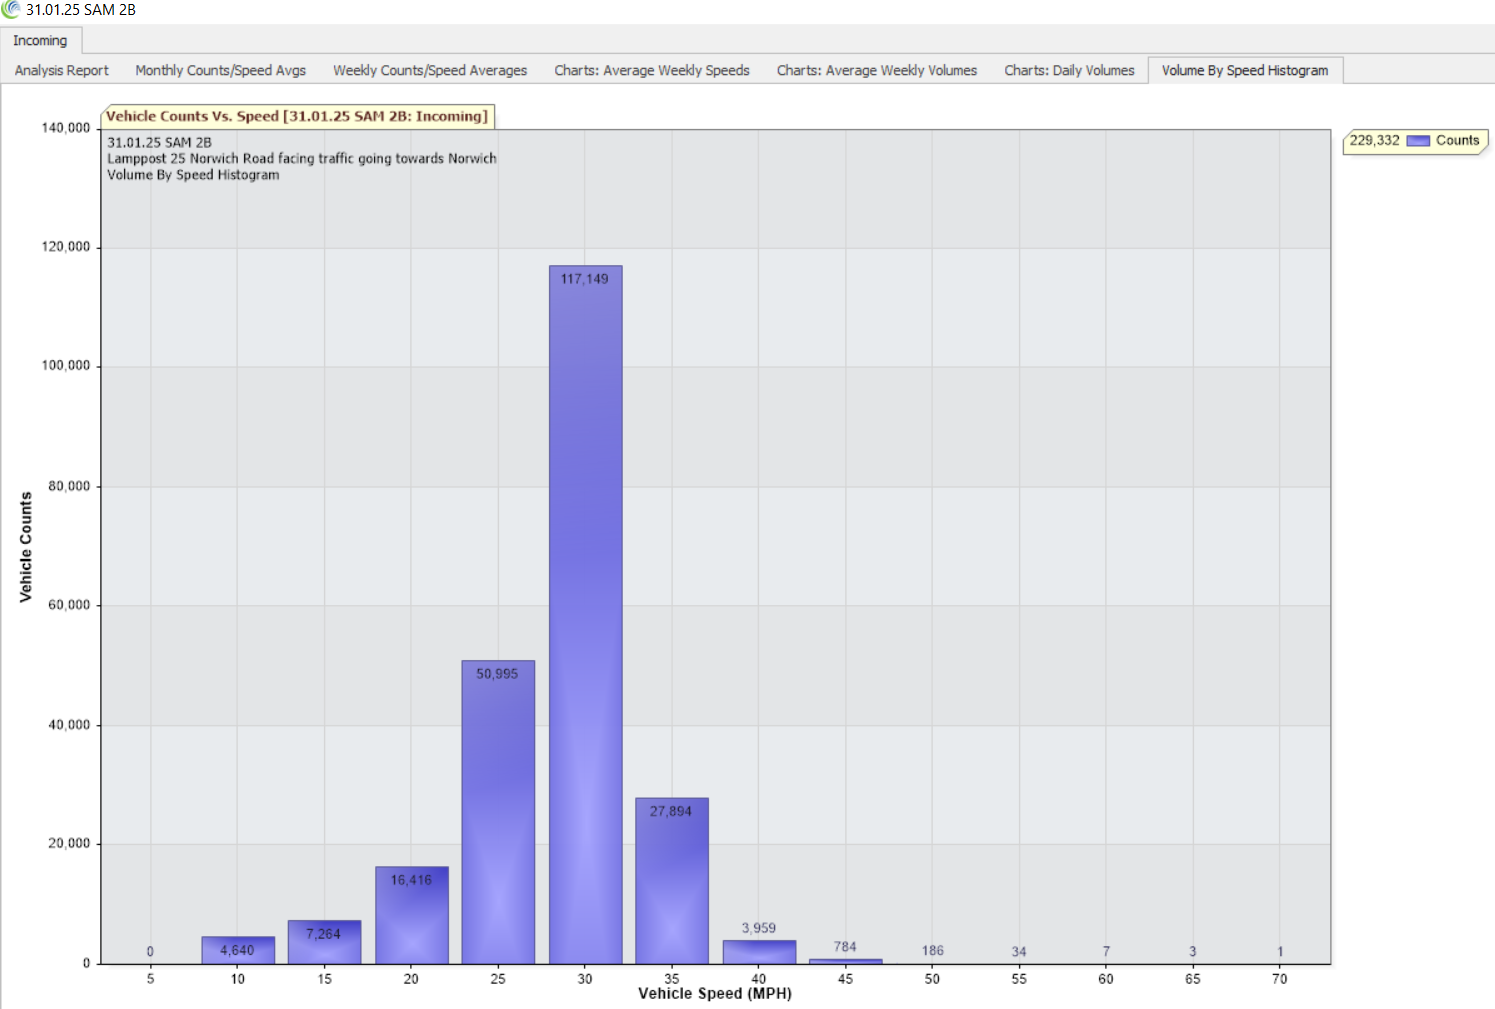 31.01.25 SAM 2B
Incoming
Analysis Report Monthly Counts/Speed Avgs Weekly Counts/Speed Averages Charts: Average Weekly Speeds Charts: Average Weekly Volumes Charts: Daily Volumes Volume By Speed Histogram
Vehicle Counts Vs. Speed [31.01.25 SAM 2B: Incoming]
31.01.25 SAM 2B
Lamppost 25 Norwich Road facing traffic going towards Norwich
Volume By Speed Histogram
229,332 Counts
140,000
120,000
100,000
80,000
60,000
40,000
20,000
0
Vehicle Counts
0 4,640 7,264 16,416 50,995 117,149 27,894 3,959 784 186 34 7 3 1
5 10 15 20 25 30 35 40 45 50 55 60 65 70
Vehicle Speed (MPH)